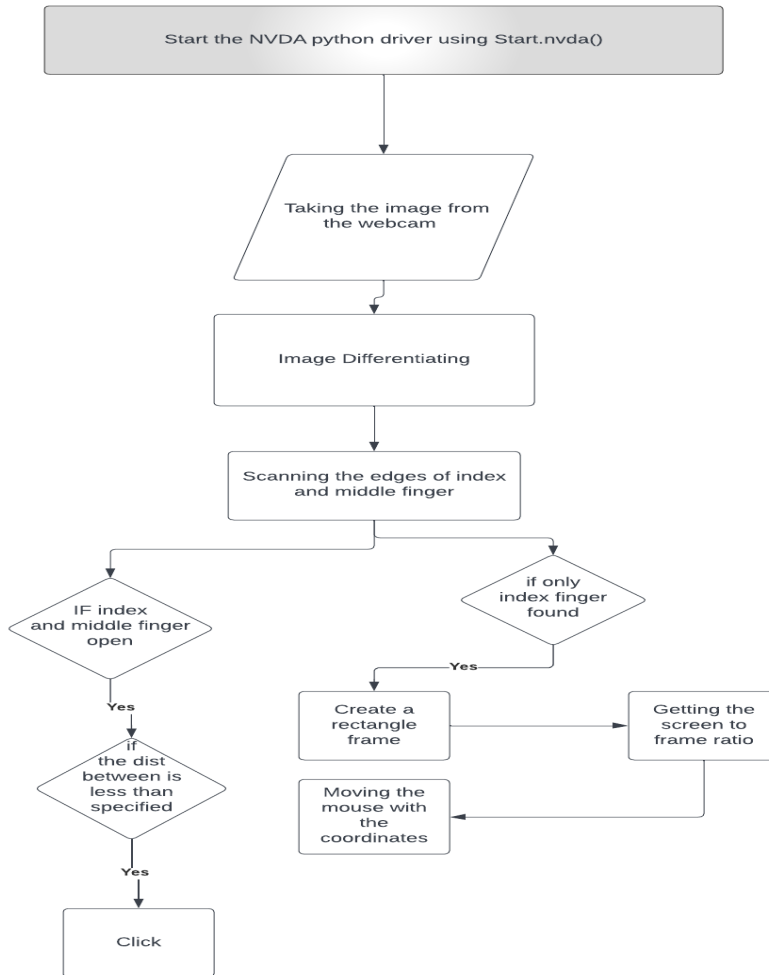 Start the NVDA python driver using Start.nvda()
Taking the image from
the webcam
Image Differentiating
Scanning the edges of index
and middle finger
IF index
and middle finger
open
if only
index finger
found
Yes
Yes
Create a
rectangle
frame
Getting the
screen to
frame ratio
if
the dist
between is
less than
specified
Moving the
mouse with
the
coordinates
Yes
Click